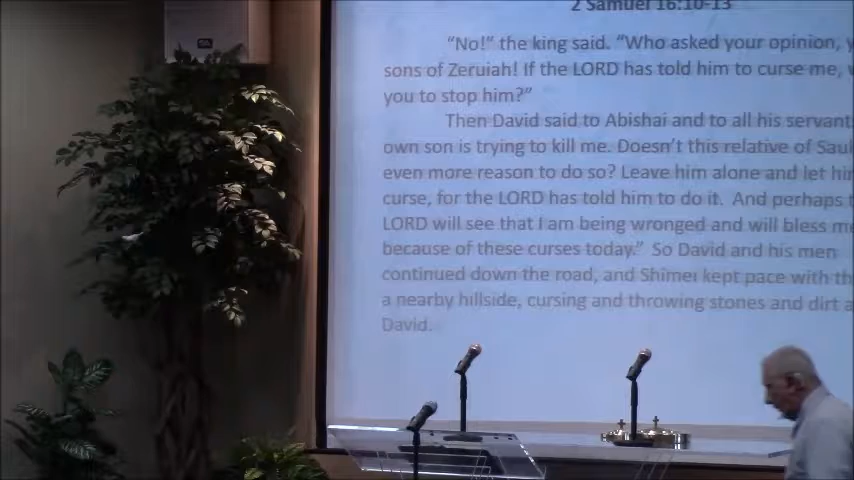 2 Samuel 16:10-13
"No!" the king said. "Who asked your opinion,
sons of Zeruiah! If the LORD has told him to curse me,
you to stop him?"
Then David said to Abishai and to all his servant
own son is trying to kill me. Doesn't this relative of Saul
even more reason to do so? Leave him alone and let him
curse, for the LORD has told him to do it. And perhaps
LORD will see that I am being wronged and will bless me
because of these curses today." So David and his men
continued down the road, and Shimei kept pace with
a nearby hillside, cursing and throwing stones and dirt
David.